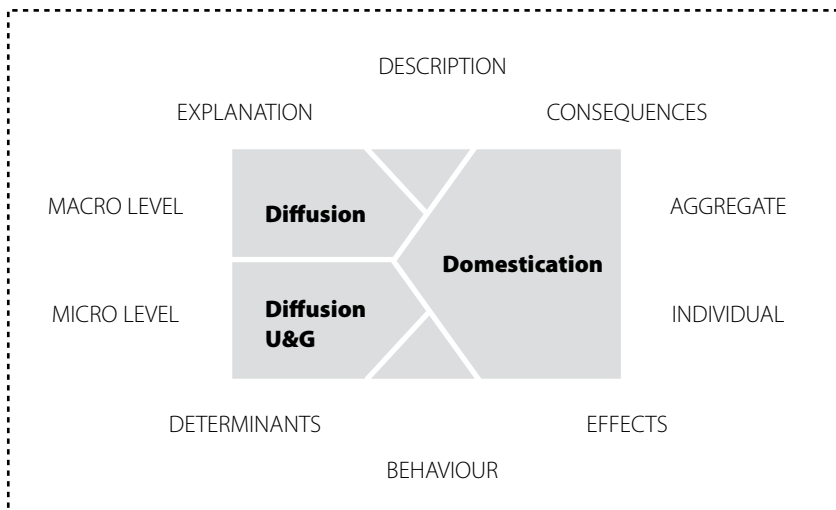 DESCRIPTION
EXPLANATION
CONSEQUENCES
MACRO LEVEL
Diffusion
AGGREGATE
Domestication
MICRO LEVEL
Diffusion
U&G
INDIVIDUAL
DETERMINANTS
EFFECTS
BEHAVIOUR